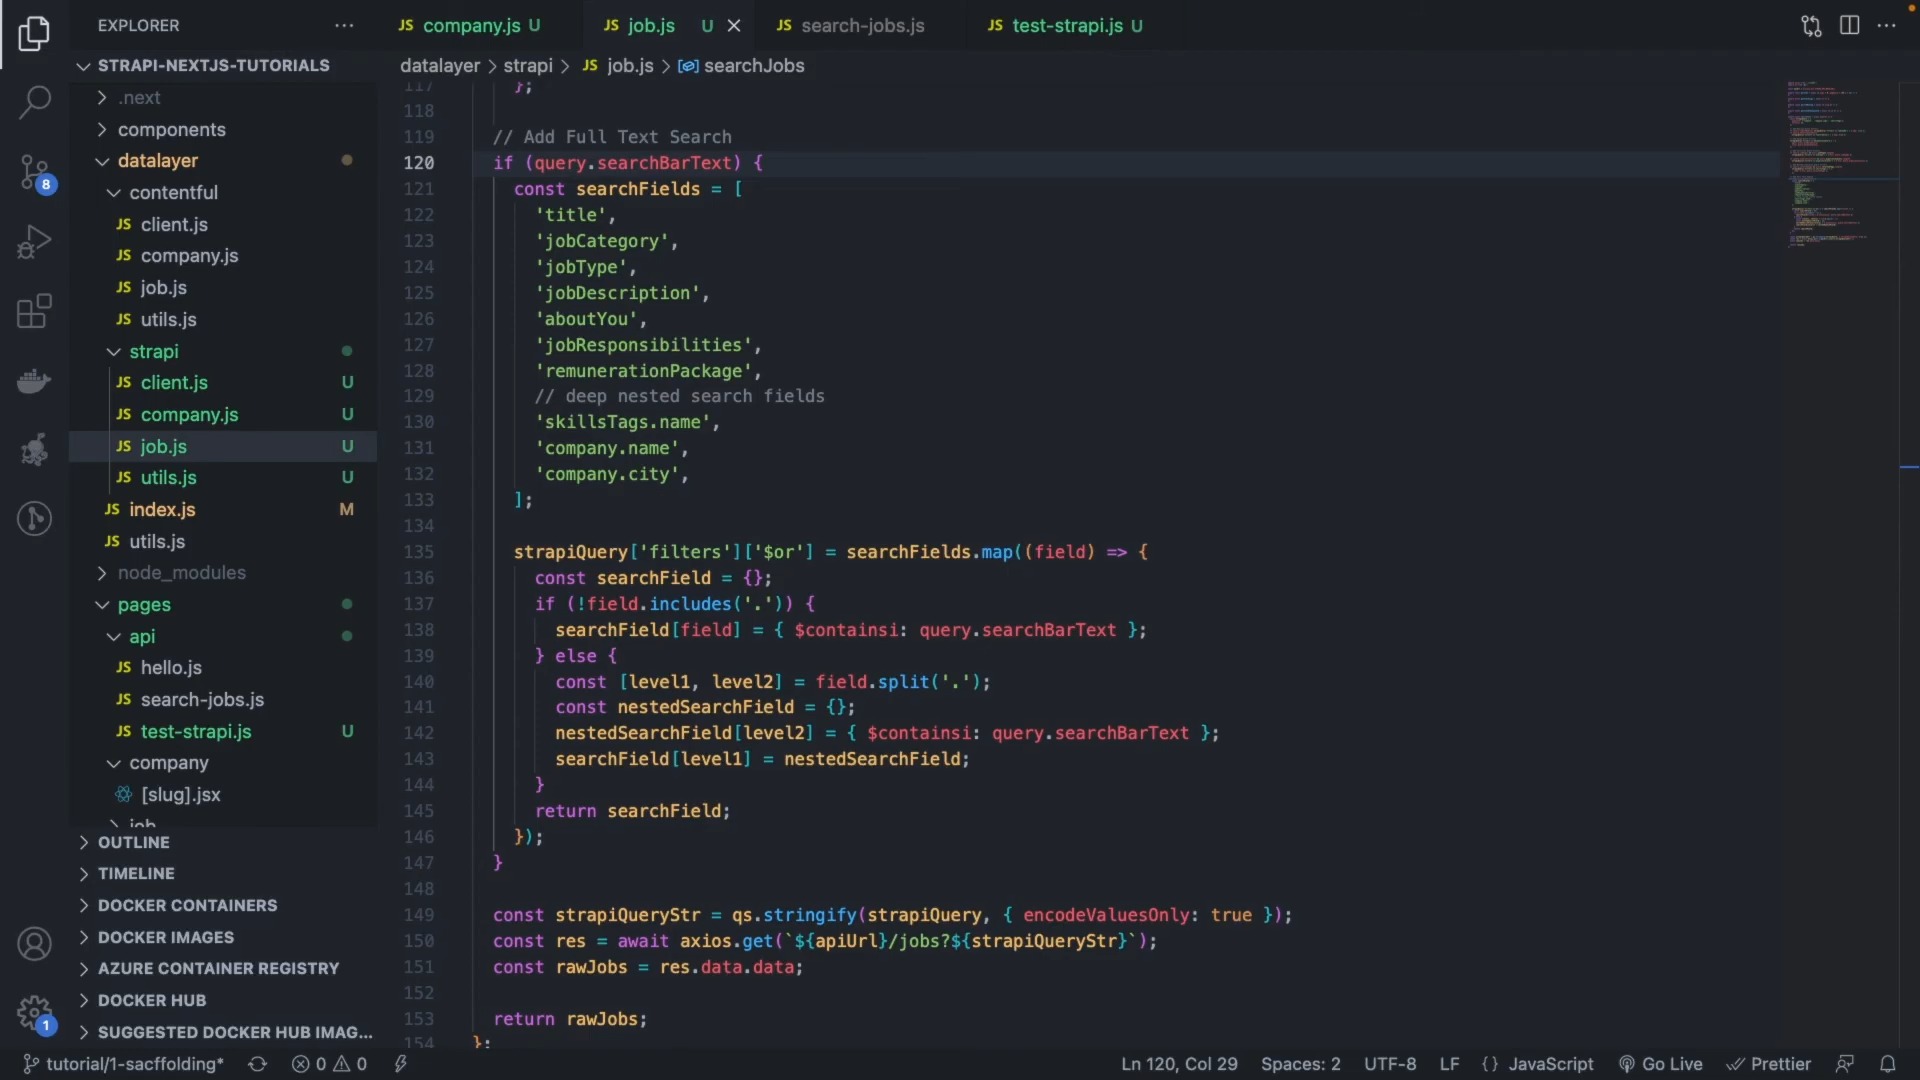 EXPLORER
STRAPI-NEXTJS-TUTORIALS
.next
components
datalayer
contentful
JS client.js
JS company.js
JS job.js
JS utils.js
strapi
JS client.js U
JS company.js U
JS job.js U
JS utils.js U
JS index.js M
JS utils.js
node_modules
pages
api
JS hello.js
JS search-jobs.js
JS test-strapi.js U
company
[slug].jsx
job
OUTLINE
TIMELINE
DOCKER CONTAINERS
DOCKER IMAGES
AZURE CONTAINER REGISTRY
DOCKER HUB
SUGGESTED DOCKER HUB IMAG...
8
1
JS company.js U JS job.js U JS search-jobs.js JS test-strapi.js U
datalayer > strapi > JS job.js > searchJobs
117 };
118
119 // Add Full Text Search
120 if (query.searchBarText) {
121 const searchFields = [
122 'title',
123 'jobCategory',
124 'jobType',
125 'jobDescription',
126 'aboutYou',
127 'jobResponsibilities',
128 'remunerationPackage',
129 // deep nested search fields
130 'skillsTags.name',
131 'company.name',
132 'company.city',
133 ];
134
135 strapiQuery['filters']['$or'] = searchFields.map((field) => {
136 const searchField = {};
137 if (!field.includes('.')) {
138 searchField[field] = { $containsi: query.searchBarText };
139 } else {
140 const [level1, level2] = field.split('.');
141 const nestedSearchField = {};
142 nestedSearchField[level2] = { $containsi: query.searchBarText };
143 searchField[level1] = nestedSearchField;
144 }
145 return searchField;
146 });
147 }
148
149 const strapiQueryStr = qs.stringify(strapiQuery, { encodeValuesOnly: true });
150 const res = await axios.get(`${apiUrl}/jobs?${strapiQueryStr}`);
151 const rawJobs = res.data.data;
152
153 return rawJobs;
154 };
tutorial/1-sacffolding* 0 0 Ln 120, Col 29 Spaces: 2 UTF-8 LF {} JavaScript Go Live Prettier